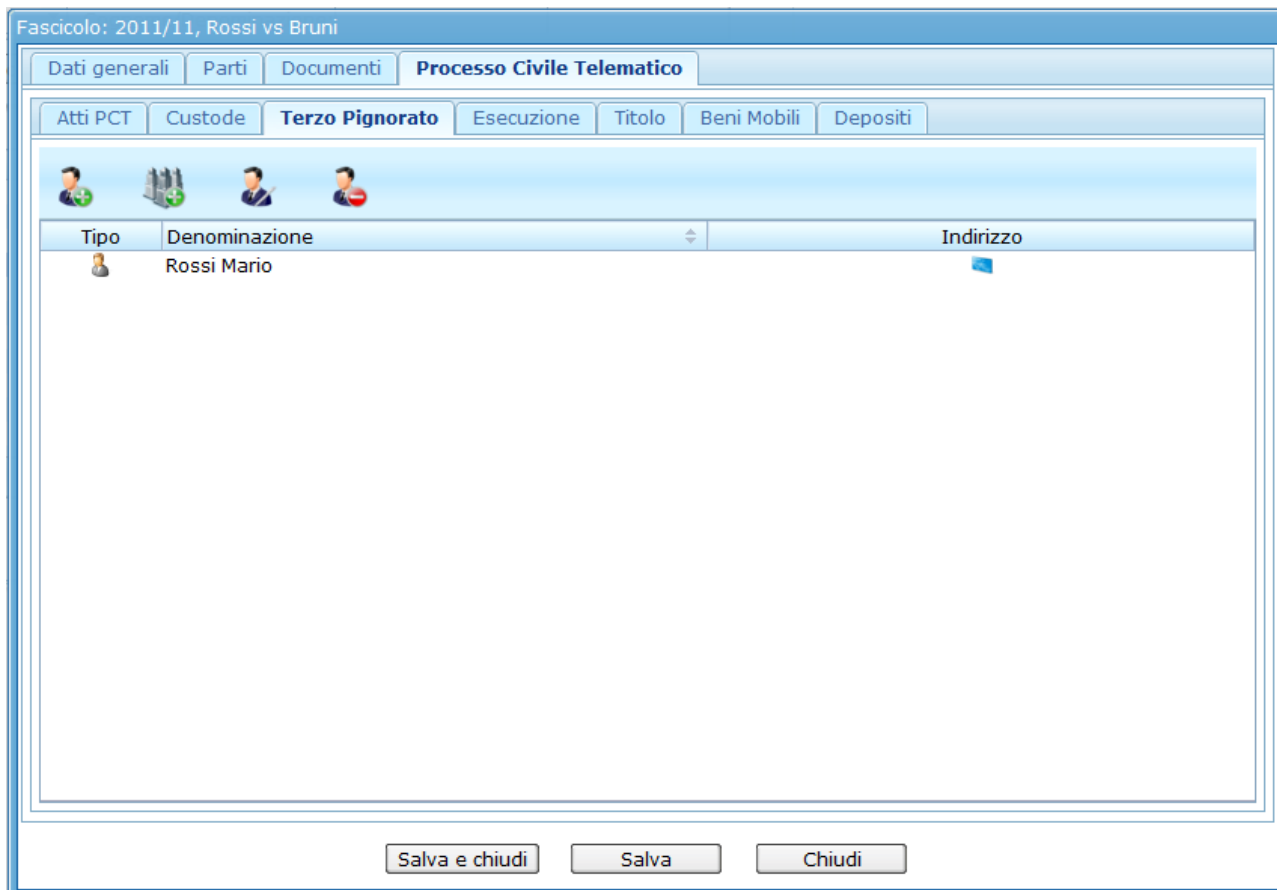 Fascicolo: 2011/11, Rossi vs Bruni
Dati generali Parti Documenti Processo Civile Telematico
Atti PCT Custode Terzo Pignorato Esecuzione Titolo Beni Mobili Depositi
Tipo Denominazione Indirizzo
Rossi Mario
Salva e chiudi Salva Chiudi